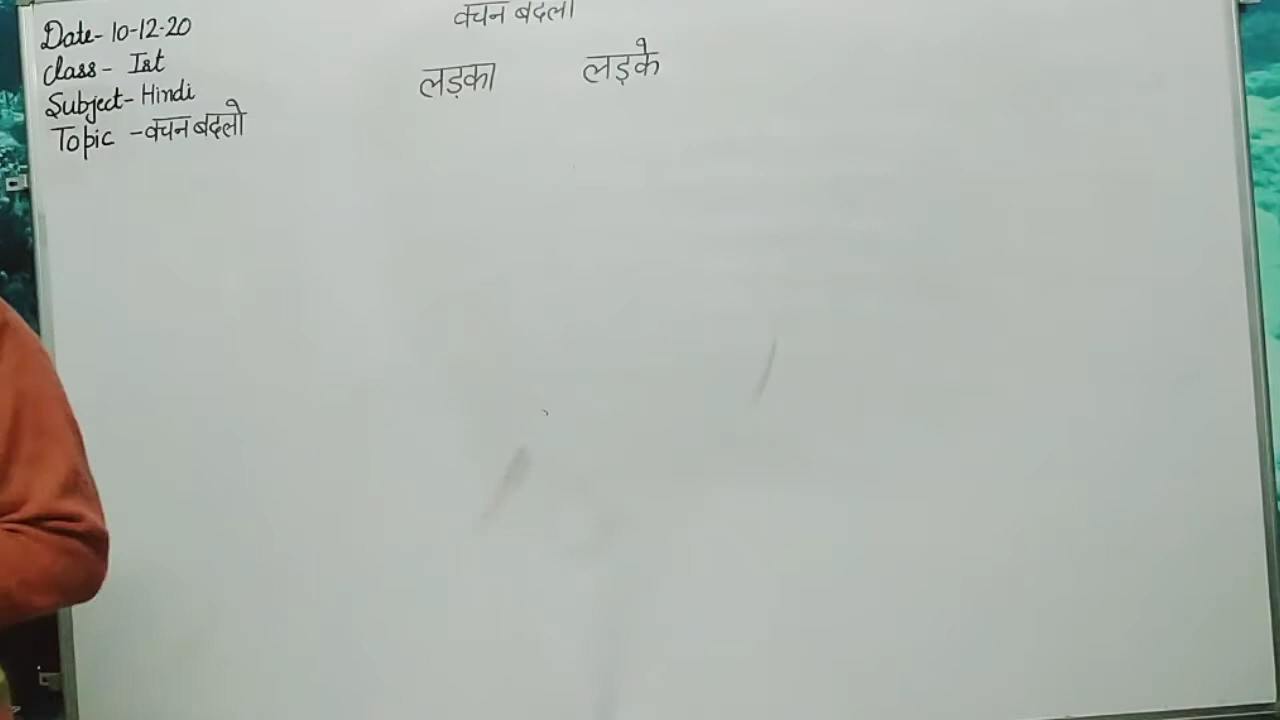 Date- 10-12-20
Class- Ist
Subject- Hindi
Topic -वचन बदलो
वचन बदलो
लड़का लड़के